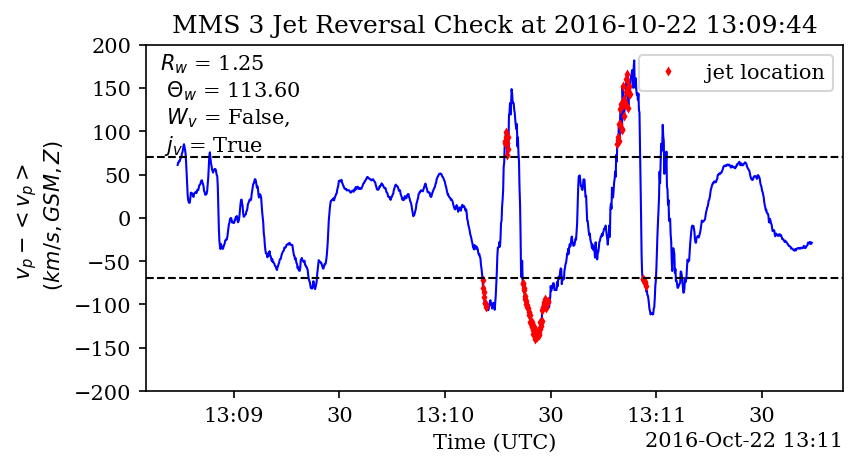 MMS 3 Jet Reversal Check at 2016-10-22 13:09:44
R_w = 1.25
Θ_w = 113.60
W_v = False,
j_v = True
jet location
v_p − < v_p >
(km/s, GSM, Z)
200
150
100
50
0
−50
−100
−150
−200
13:09
30
13:10
30
13:11
30
Time (UTC)
2016-Oct-22 13:11